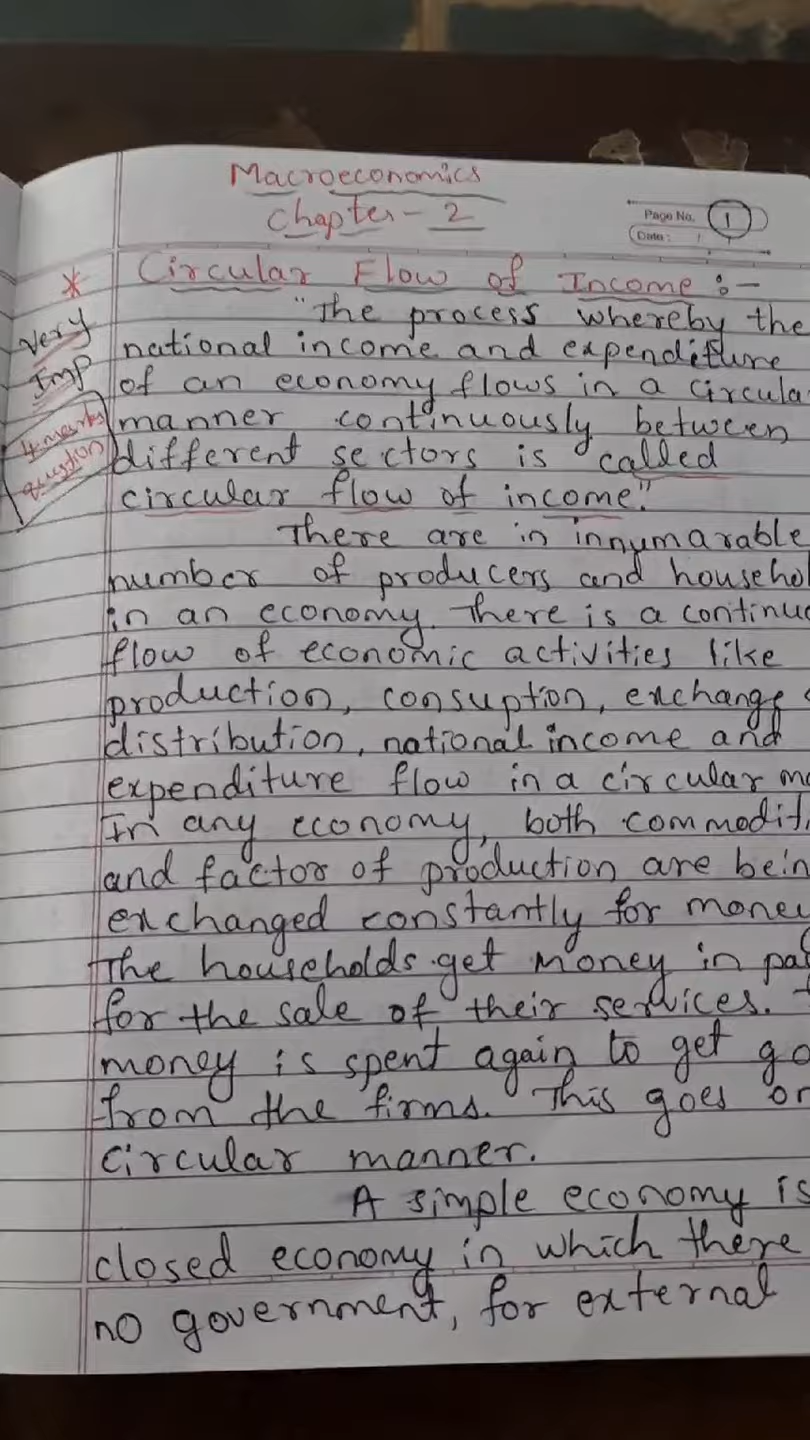 Macroeconomics
Chapter - 2
Page No. 1
Date : /
* Circular Flow of Income :-
Very
Imp
4 marks
question
"The process whereby the
national income and expenditure
of an economy flows in a circula
manner continuously between
different sectors is called
circular flow of income."
There are in innumarable
number of producers and househol
in an economy. There is a continuo
flow of economic activities like
production, consuption, exchange
distribution, national income and
expenditure flow in a circular ma
In any economy, both commodit
and factor of production are bein
exchanged constantly for money
The households get money in pa
for the sale of their services.
money is spent again to get go
from the firms. This goes on
circular manner.
A simple economy is
closed economy in which there
no government, for external